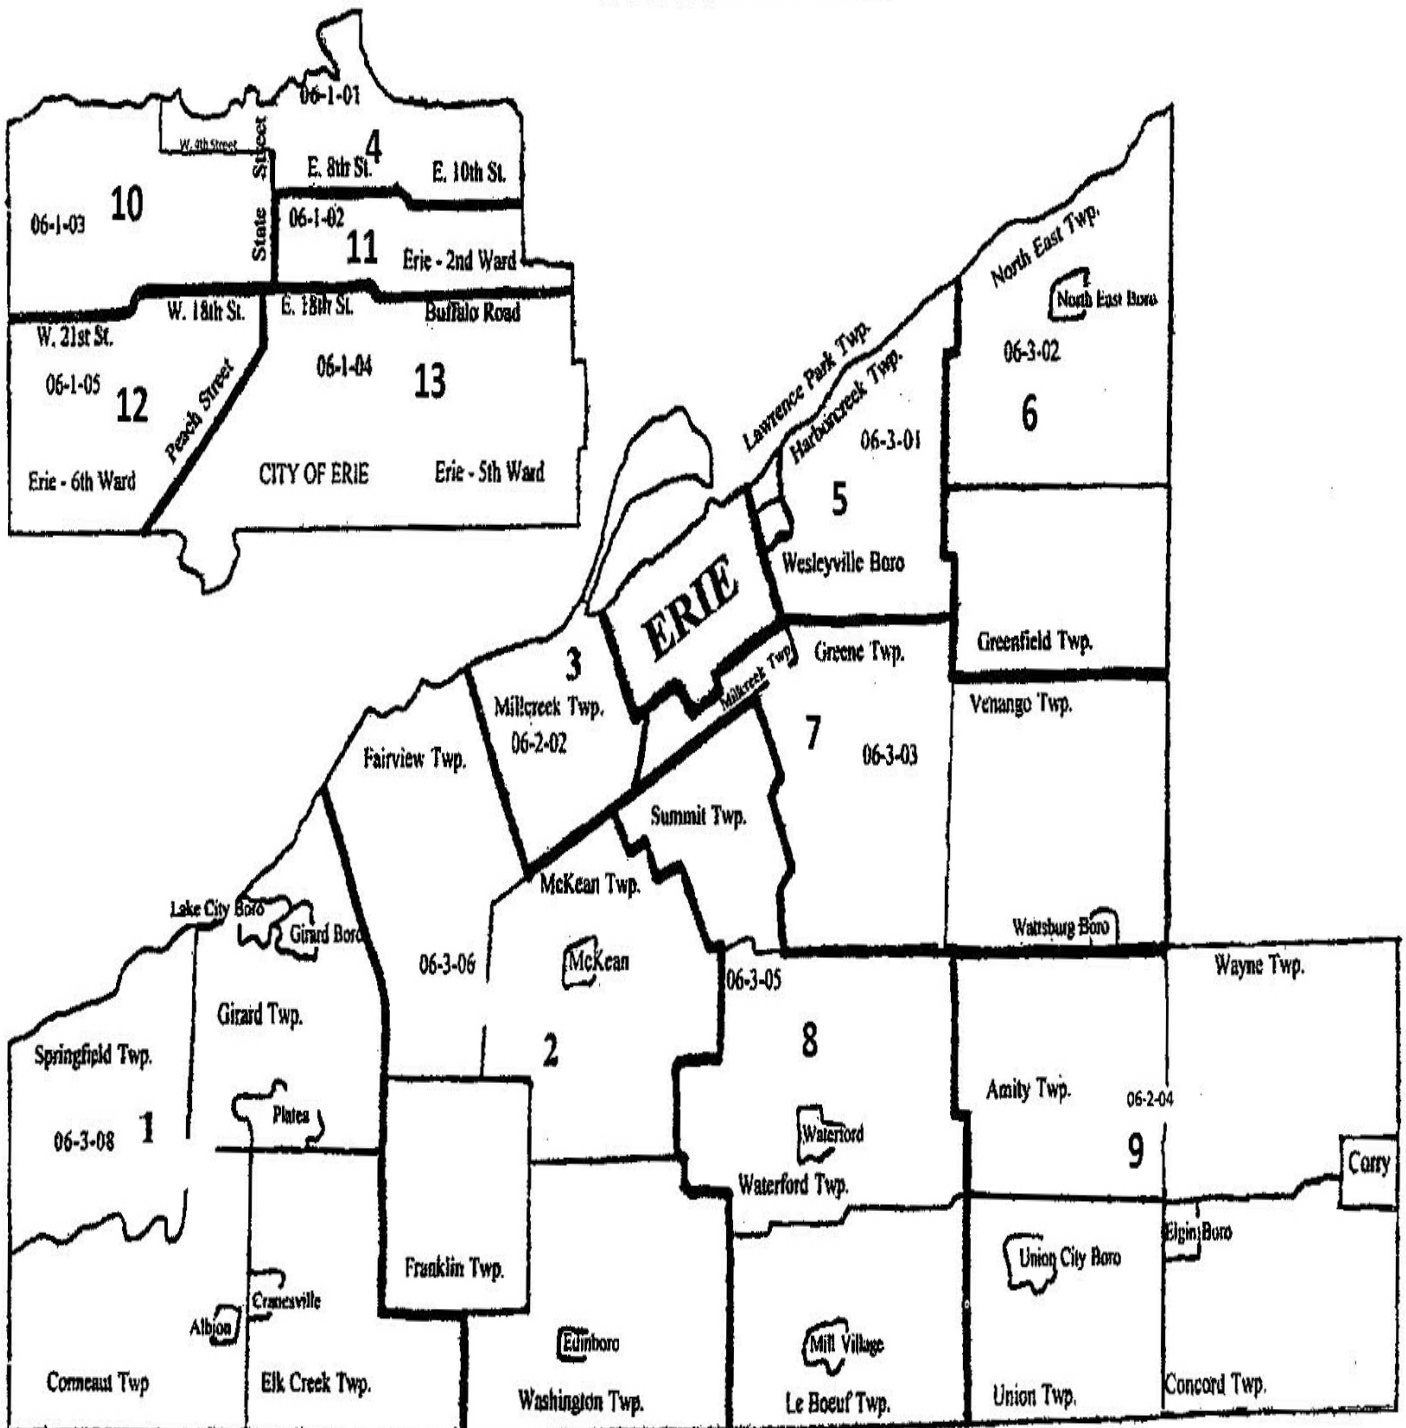 06-1-01
W. 4th Street
State Street
4
E. 8th St.
E. 10th St.
10
06-1-03
06-1-02
11
Erie - 2nd Ward
W. 18th St.
E. 18th St.
Buffalo Road
W. 21st St.
06-1-05
12
Peach Street
06-1-04
13
Erie - 6th Ward
CITY OF ERIE
Erie - 5th Ward
North East Twp.
North East Boro
06-3-02
6
Lawrence Park Twp.
Harborcreek Twp.
06-3-01
5
Wesleyville Boro
ERIE
Greene Twp.
Greenfield Twp.
3
Millcreek Twp.
06-2-02
Millcreek Twp
Venango Twp.
7
06-3-03
Fairview Twp.
Summit Twp.
McKean Twp.
Lake City Boro
Girard Boro
Wattsburg Boro
06-3-06
McKean
06-3-05
Wayne Twp.
Girard Twp.
Springfield Twp.
2
8
Amity Twp.
06-2-04
Platea
06-3-08
1
Waterford
9
Corry
Waterford Twp.
Elgin Boro
Union City Boro
Franklin Twp.
Cranesville
Albion
Edinboro
Mill Village
Conneaut Twp
Elk Creek Twp.
Washington Twp.
Le Boeuf Twp.
Union Twp.
Concord Twp.